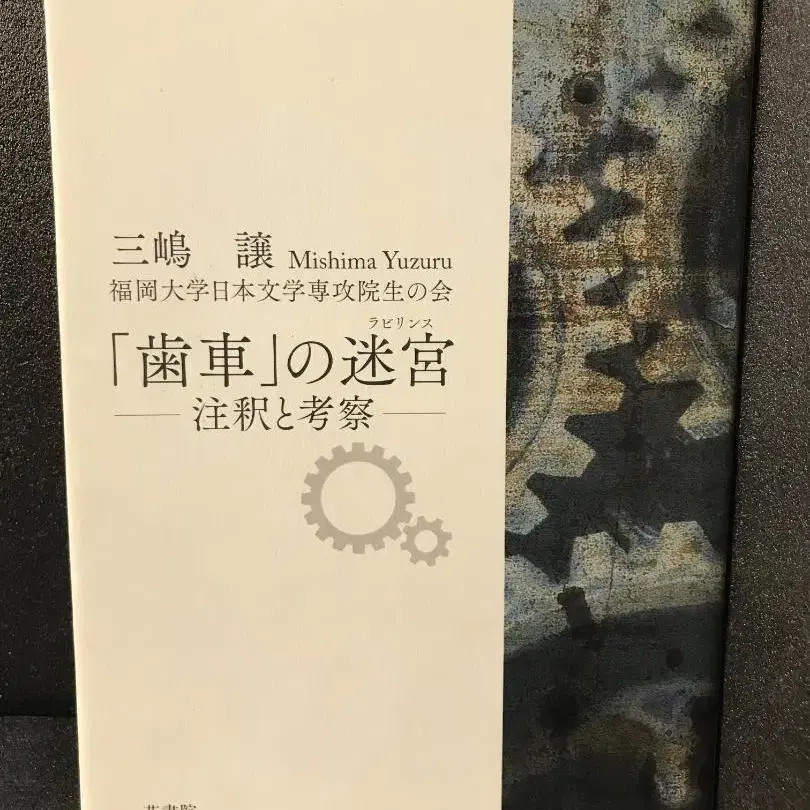 三嶋 譲 Mishima Yuzuru
福岡大学日本文学専攻院生の会
ラビリンス
「歯車」の迷宮
注釈と考察